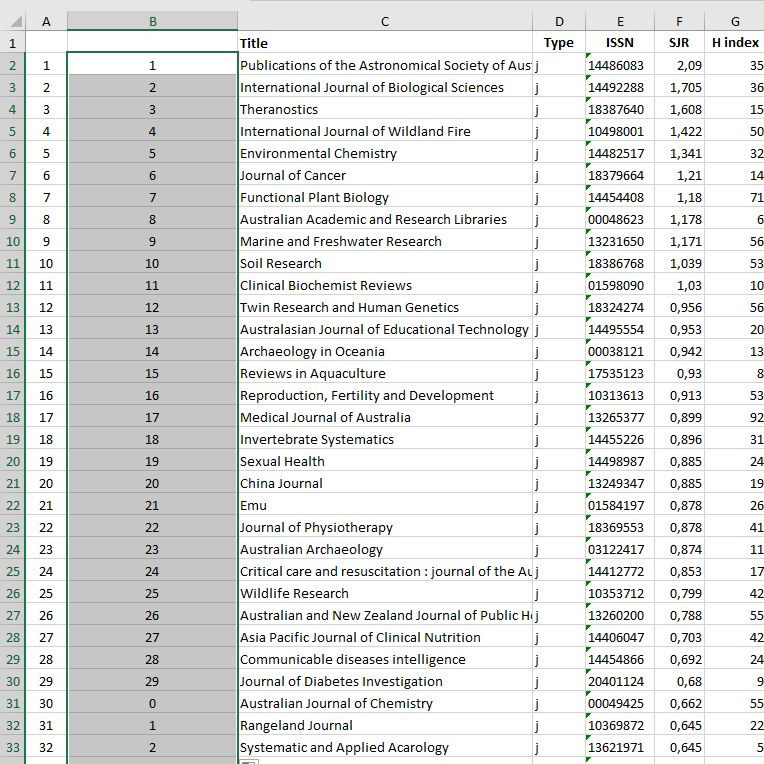 A B C D E F G
1 Title Type ISSN SJR H index
2 1 1 Publications of the Astronomical Society of Aus j 14486083 2,09 35
3 2 2 International Journal of Biological Sciences j 14492288 1,705 36
4 3 3 Theranostics j 18387640 1,608 15
5 4 4 International Journal of Wildland Fire j 10498001 1,422 50
6 5 5 Environmental Chemistry j 14482517 1,341 32
7 6 6 Journal of Cancer j 18379664 1,21 14
8 7 7 Functional Plant Biology j 14454408 1,18 71
9 8 8 Australian Academic and Research Libraries j 00048623 1,178 6
10 9 9 Marine and Freshwater Research j 13231650 1,171 56
11 10 10 Soil Research j 18386768 1,039 53
12 11 11 Clinical Biochemist Reviews j 01598090 1,03 10
13 12 12 Twin Research and Human Genetics j 18324274 0,956 56
14 13 13 Australasian Journal of Educational Technology j 14495554 0,953 20
15 14 14 Archaeology in Oceania j 00038121 0,942 13
16 15 15 Reviews in Aquaculture j 17535123 0,93 8
17 16 16 Reproduction, Fertility and Development j 10313613 0,913 53
18 17 17 Medical Journal of Australia j 13265377 0,899 92
19 18 18 Invertebrate Systematics j 14455226 0,896 31
20 19 19 Sexual Health j 14498987 0,885 24
21 20 20 China Journal j 13249347 0,885 19
22 21 21 Emu j 01584197 0,878 26
23 22 22 Journal of Physiotherapy j 18369553 0,878 41
24 23 23 Australian Archaeology j 03122417 0,874 11
25 24 24 Critical care and resuscitation : journal of the Au j 14412772 0,853 17
26 25 25 Wildlife Research j 10353712 0,799 42
27 26 26 Australian and New Zealand Journal of Public H j 13260200 0,788 55
28 27 27 Asia Pacific Journal of Clinical Nutrition j 14406047 0,703 42
29 28 28 Communicable diseases intelligence j 14454866 0,692 24
30 29 29 Journal of Diabetes Investigation j 20401124 0,68 9
31 30 0 Australian Journal of Chemistry j 00049425 0,662 55
32 31 1 Rangeland Journal j 10369872 0,645 22
33 32 2 Systematic and Applied Acarology j 13621971 0,645 5